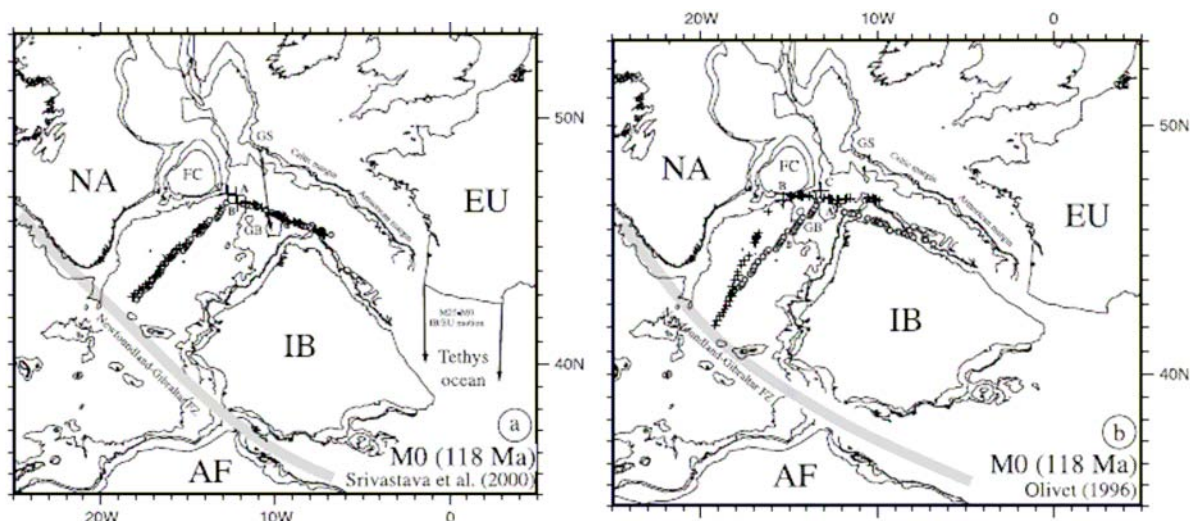 20W 10W 0
GS
Celtic margin
NA
FC
A
B
GB
Armorican margin
EU
50N
M25-M0
IB/EU motion
Tethys
ocean
IB
Newfoundland-Gibraltar FZ
40N
a
M0 (118 Ma)
Srivastava et al. (2000)
AF
20W 10W 0
GS
Celtic margin
NA
FC
B
C
GB
Armorican margin
EU
50N
IB
Newfoundland-Gibraltar FZ
40N
b
M0 (118 Ma)
Olivet (1996)
AF